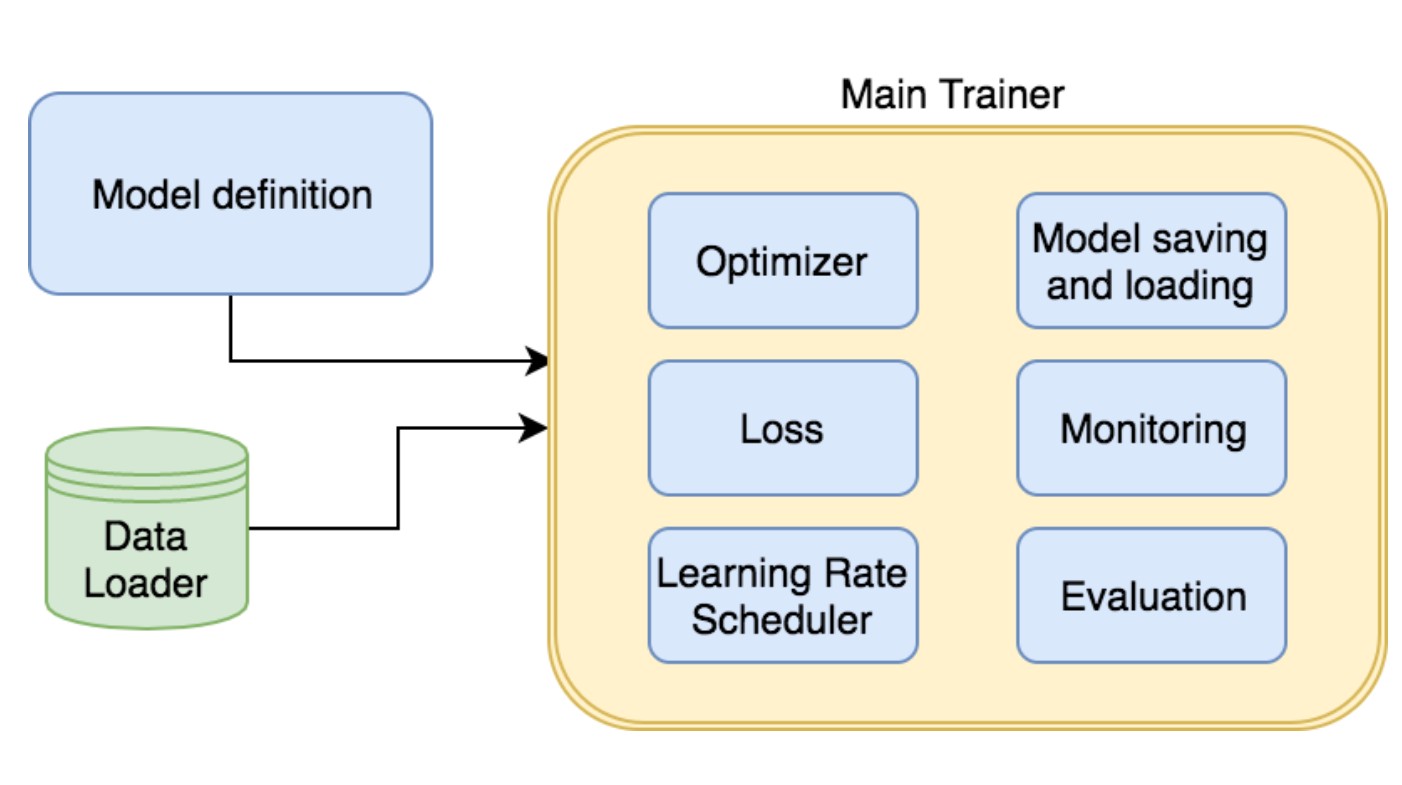 Main Trainer
Model definition
Optimizer
Model saving
and loading
Loss
Monitoring
Data
Loader
Learning Rate
Scheduler
Evaluation